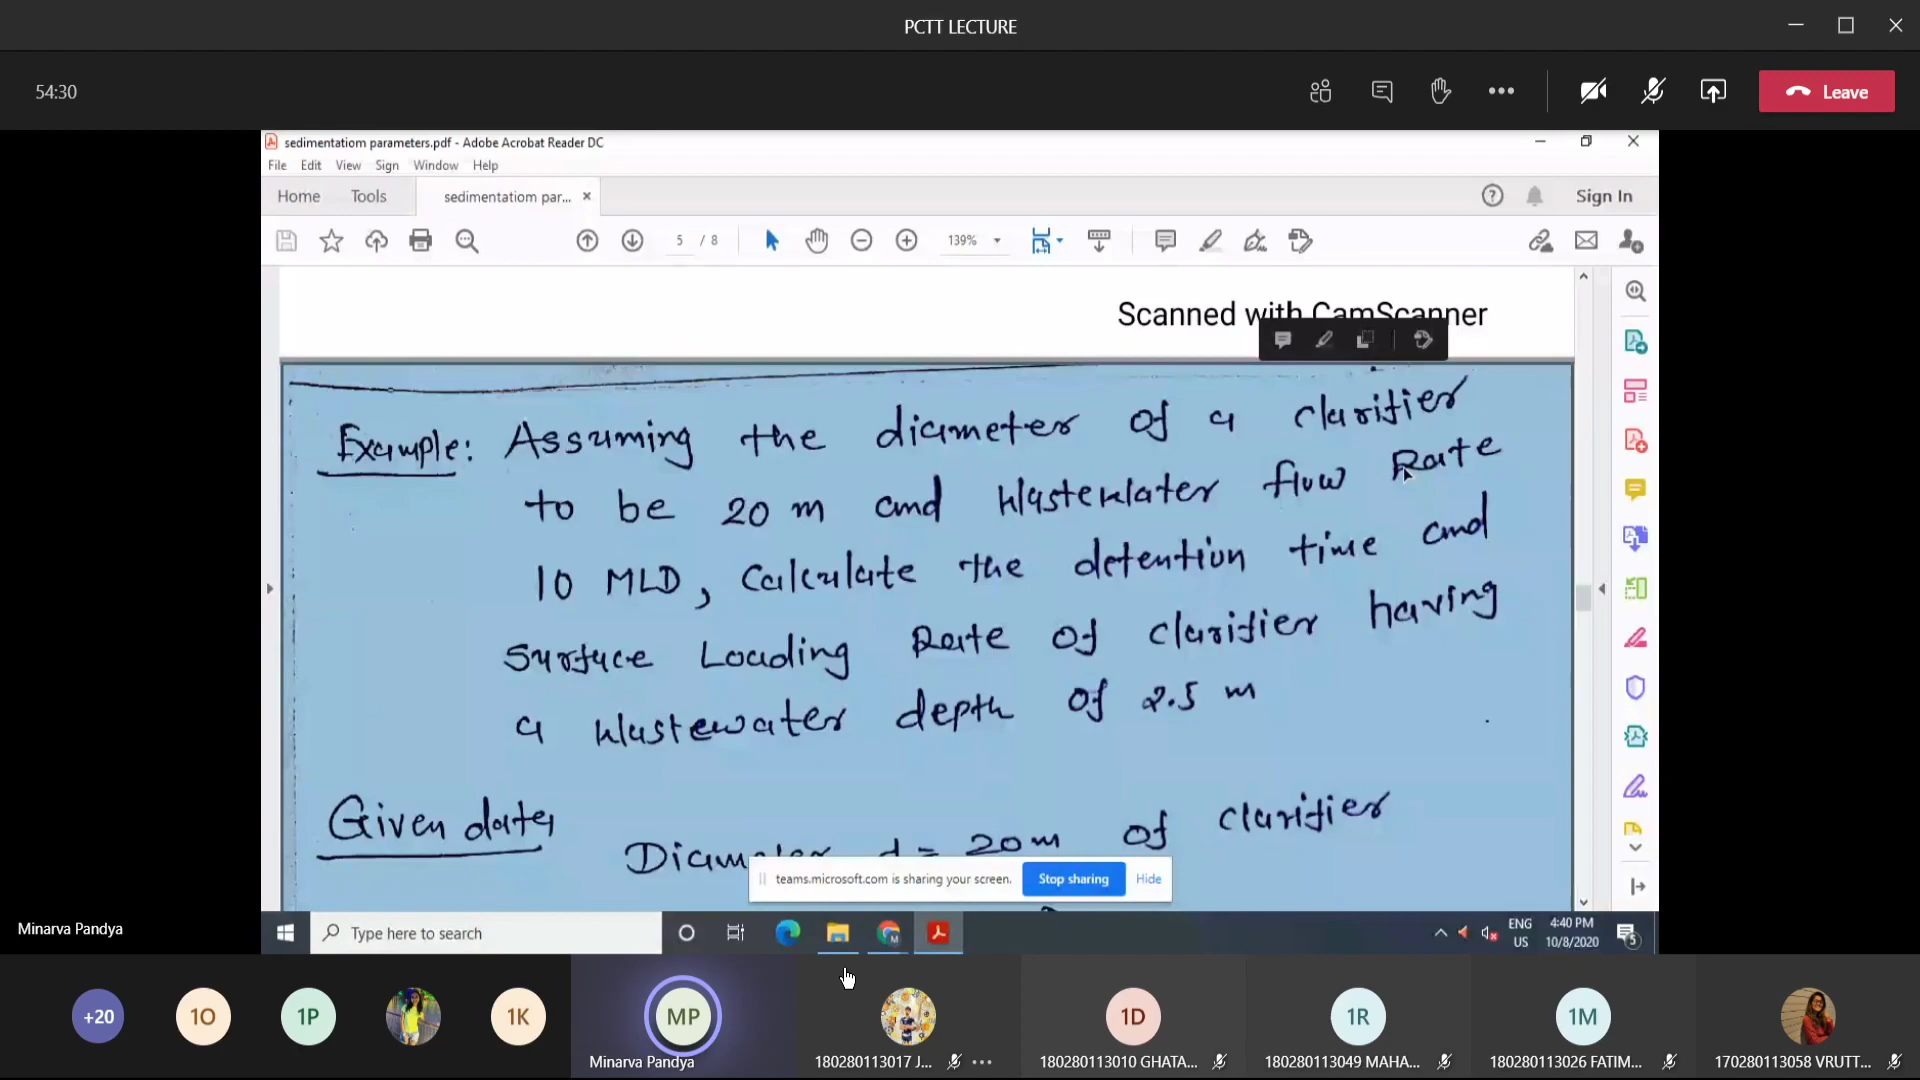 PCTT LECTURE
54:30
Leave
sedimentatiom parameters.pdf - Adobe Acrobat Reader DC
File Edit View Sign Window Help
Home Tools sedimentatiom par... Sign In
5 / 8 139%
Scanned with CamScanner
Example: Assuming the diameter of a clarifier
to be 20 m and Wastewater flow Rate
10 MLD, Calculate the detention time and
Surface Loading Rate of clarifier having
a Wastewater depth of 2.5 m
Given data
Diameter d = 20m of clarifier
teams.microsoft.com is sharing your screen. Stop sharing Hide
Minarva Pandya
Type here to search
ENG
US
4:40 PM
10/8/2020
5
+20 1O 1P 1K MP 1D 1R 1M
Minarva Pandya 180280113017 J... 180280113010 GHATA... 180280113049 MAHA... 180280113026 FATIM... 170280113058 VRUTT...